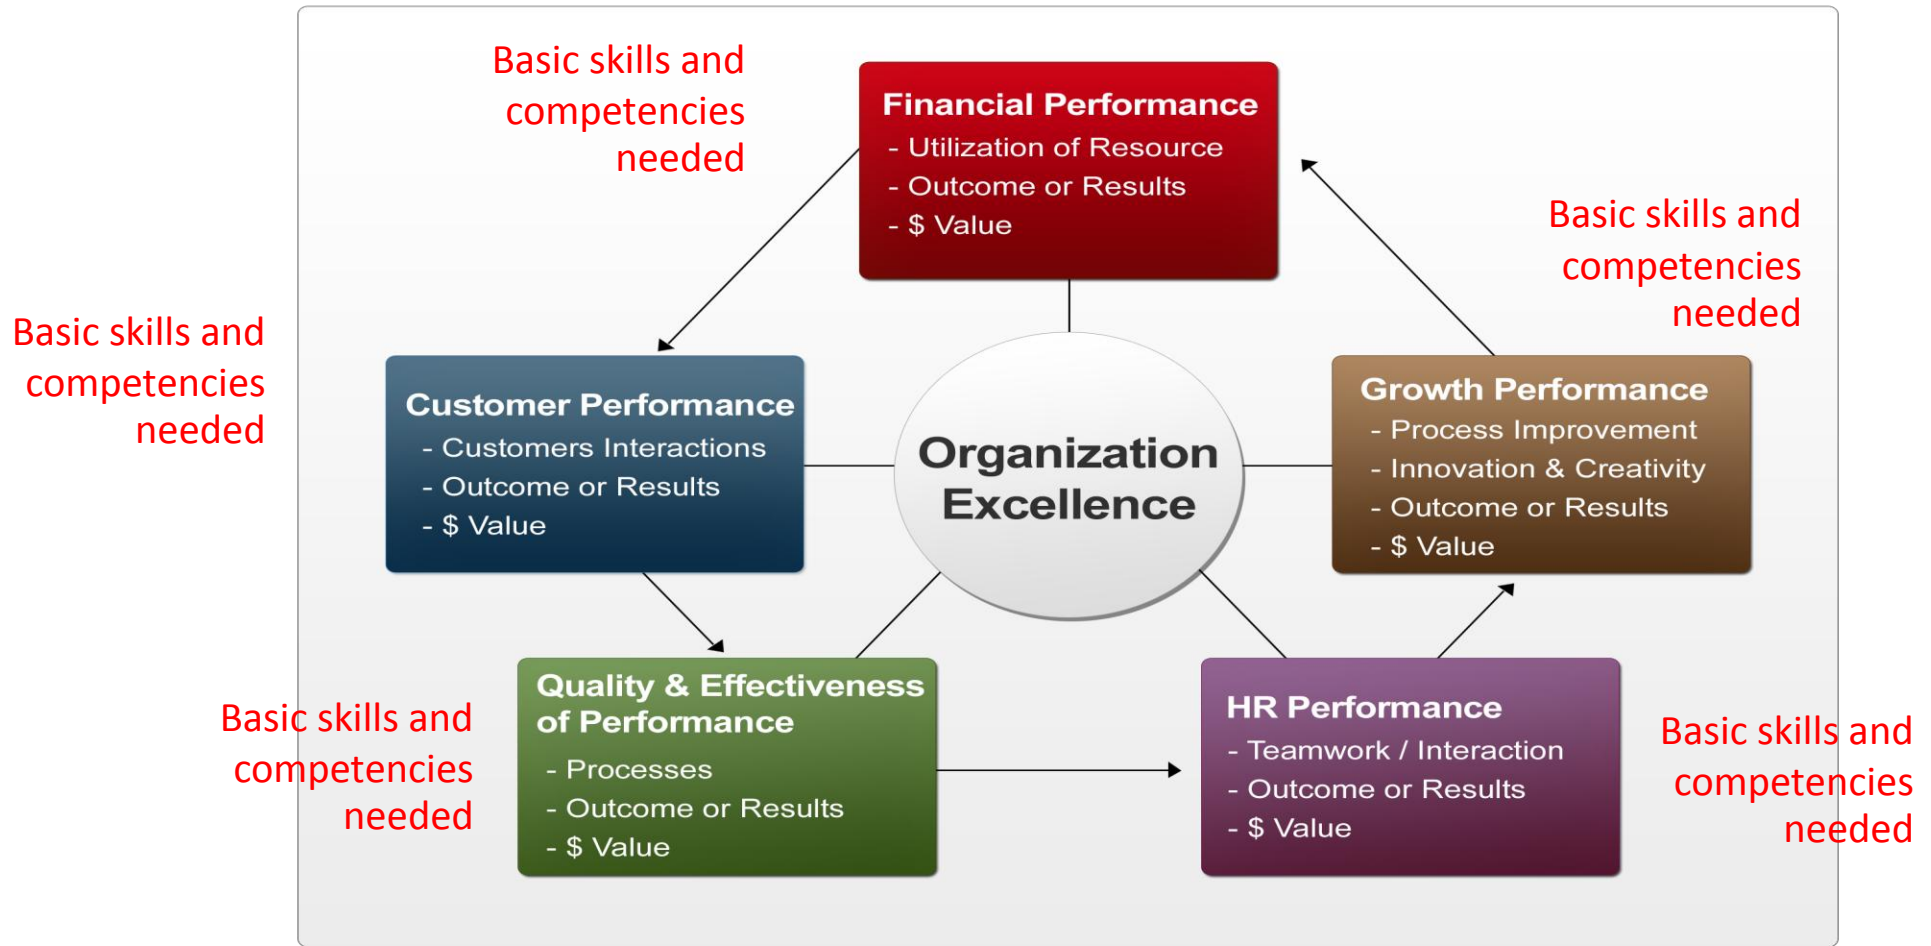 Basic skills and
competencies
needed
Financial Performance
- Utilization of Resource
- Outcome or Results
- $ Value
Basic skills and
competencies
needed
Basic skills and
competencies
needed
Customer Performance
- Customers Interactions
- Outcome or Results
- $ Value
Organization
Excellence
Growth Performance
- Process Improvement
- Innovation & Creativity
- Outcome or Results
- $ Value
Basic skills and
competencies
needed
Quality & Effectiveness
of Performance
- Processes
- Outcome or Results
- $ Value
HR Performance
- Teamwork / Interaction
- Outcome or Results
- $ Value
Basic skills and
competencies
needed